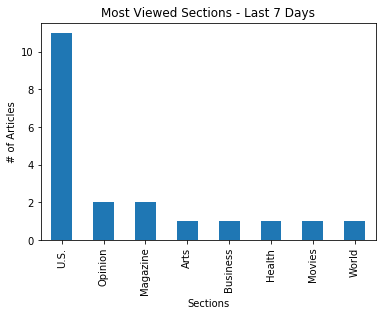 Most Viewed Sections - Last 7 Days
# of Articles
10
8
6
4
2
0
U.S.
Opinion
Magazine
Arts
Business
Health
Movies
World
Sections